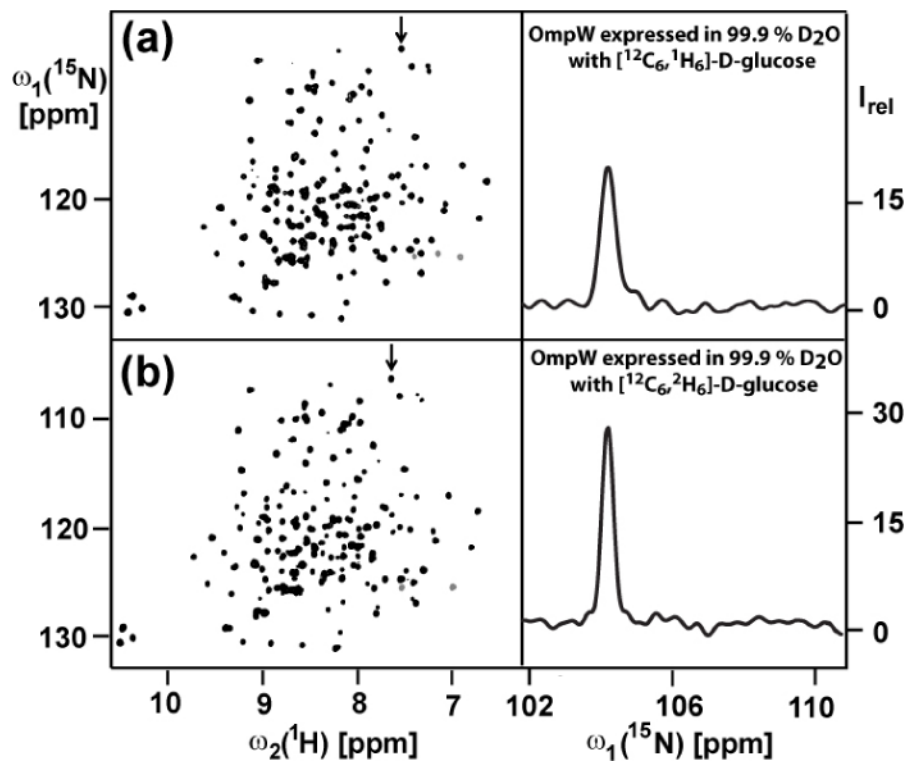 (a)
ω1(15N)
[ppm]
120
130
OmpW expressed in 99.9 % D2O
with [12C6,1H6]-D-glucose
Irel
15
0
(b)
110
120
130
OmpW expressed in 99.9 % D2O
with [12C6,2H6]-D-glucose
30
15
0
10 9 8 7
102 106 110
ω2(1H) [ppm]
ω1(15N) [ppm]